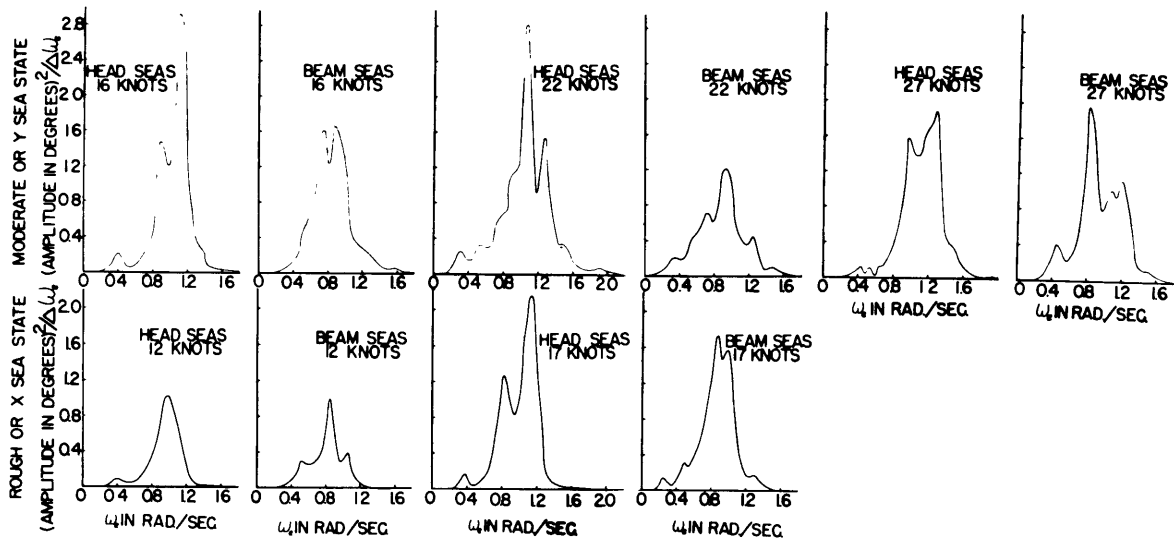 MODERATE OR Y SEA STATE
(AMPLITUDE IN DEGREES)²/Δωₑ
2.8
2.4
2.0
1.6
1.2
0.8
0.4
HEAD SEAS
16 KNOTS
0 0.4 0.8 1.2 1.6
BEAM SEAS
16 KNOTS
0 0.4 0.8 1.2 1.6
HEAD SEAS
22 KNOTS
0 0.4 0.8 1.2 1.6 2.0
BEAM SEAS
22 KNOTS
0 0.4 0.8 1.2 1.6
HEAD SEAS
27 KNOTS
0 0.4 0.8 1.2 1.6
ωₑ IN RAD./SEC.
BEAM SEAS
27 KNOTS
0 0.4 0.8 1.2 1.6
ωₑ IN RAD./SEC.
ROUGH OR X SEA STATE
(AMPLITUDE IN DEGREES)²/Δωₑ
2.0
1.6
1.2
0.8
0.4
HEAD SEAS
12 KNOTS
0 0.4 0.8 1.2 1.6
ωₑ IN RAD./SEC.
BEAM SEAS
12 KNOTS
0 0.4 0.8 1.2 1.6
ωₑ IN RAD./SEC.
HEAD SEAS
17 KNOTS
0 0.4 0.8 1.2 1.6 2.0
ωₑ IN RAD./SEC.
BEAM SEAS
17 KNOTS
0 0.4 0.8 1.2 1.6
ωₑ IN RAD./SEC.